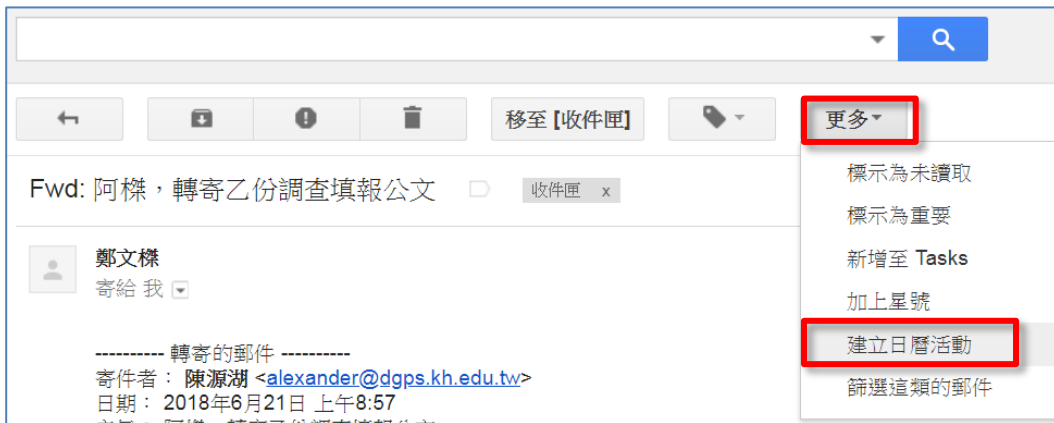 移至 [收件匣]
更多
Fwd: 阿榤，轉寄乙份調查填報公文 收件匣 x
標示為未讀取
標示為重要
新增至 Tasks
加上星號
建立日曆活動
篩選這類的郵件
鄭文榤
寄給 我
---------- 轉寄的郵件 ----------
寄件者： 陳源湖 <alexander@dgps.kh.edu.tw>
日期： 2018年6月21日 上午8:57